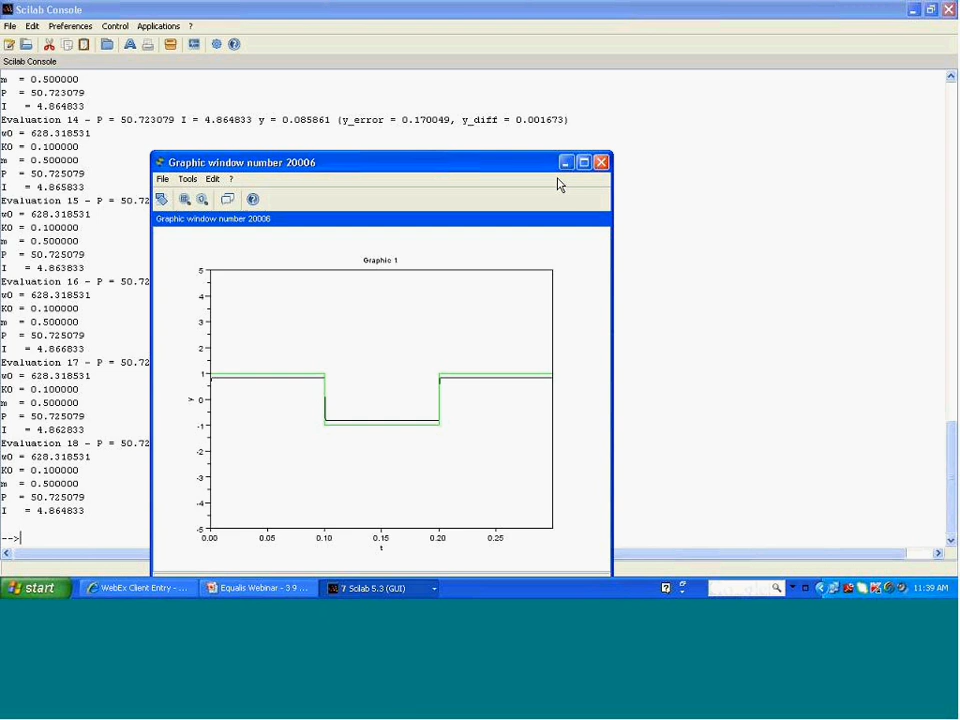 Scilab Console
File Edit Preferences Control Applications ?
Scilab Console
m = 0.500000
P = 50.723079
I = 4.864833
Evaluation 14 - P = 50.723079 I = 4.864833 y = 0.085861 (y_error = 0.170049, y_diff = 0.001673)
w0 = 628.318531
K0 = 0.100000
m = 0.500000
P = 50.725079
I = 4.865833
Evaluation 15 - P = 50.72
w0 = 628.318531
K0 = 0.100000
m = 0.500000
P = 50.725079
I = 4.863833
Evaluation 16 - P = 50.72
w0 = 628.318531
K0 = 0.100000
m = 0.500000
P = 50.725079
I = 4.866833
Evaluation 17 - P = 50.72
w0 = 628.318531
K0 = 0.100000
m = 0.500000
P = 50.725079
I = 4.862833
Evaluation 18 - P = 50.72
w0 = 628.318531
K0 = 0.100000
m = 0.500000
P = 50.725079
I = 4.864833
-->
Graphic window number 20006
File Tools Edit ?
Graphic window number 20006
Graphic 1
5
4
3
2
1
y 0
-1
-2
-3
-4
-5
0.00 0.05 0.10 0.15 0.20 0.25
t
start WebEx Client Entry - ... Equalis Webinar - 3 9 ... 7 Scilab 5.3 (GUI) 11:39 AM